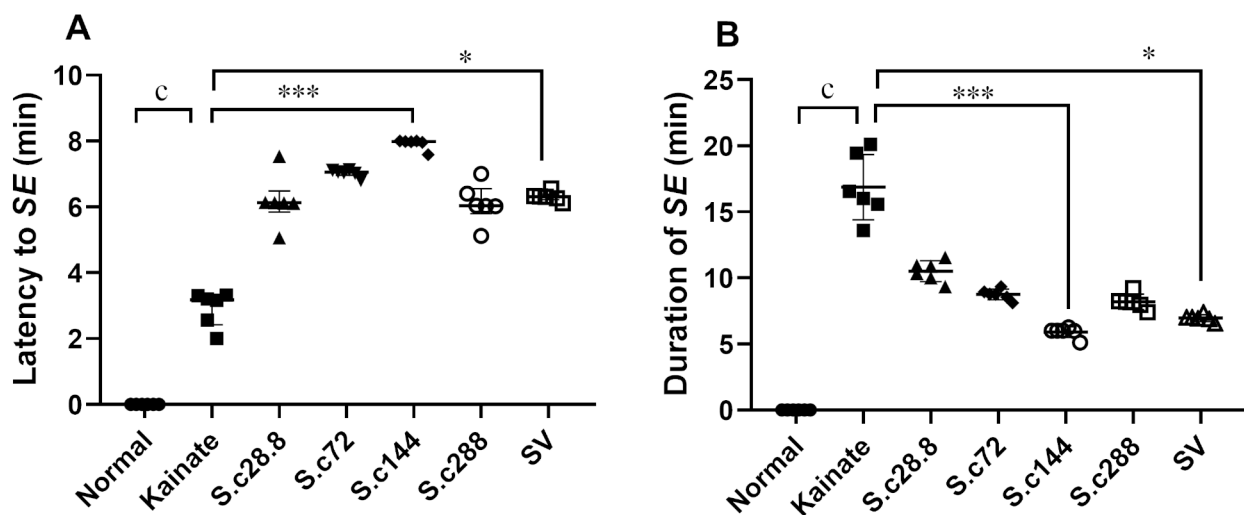 A
Latency to SE (min)
10
8
6
4
2
0
c
***
*
Normal
Kainate
S.c28.8
S.c72
S.c144
S.c288
SV
B
Duration of SE (min)
25
20
15
10
5
0
c
***
*
Normal
Kainate
S.c28.8
S.c72
S.c144
S.c288
SV